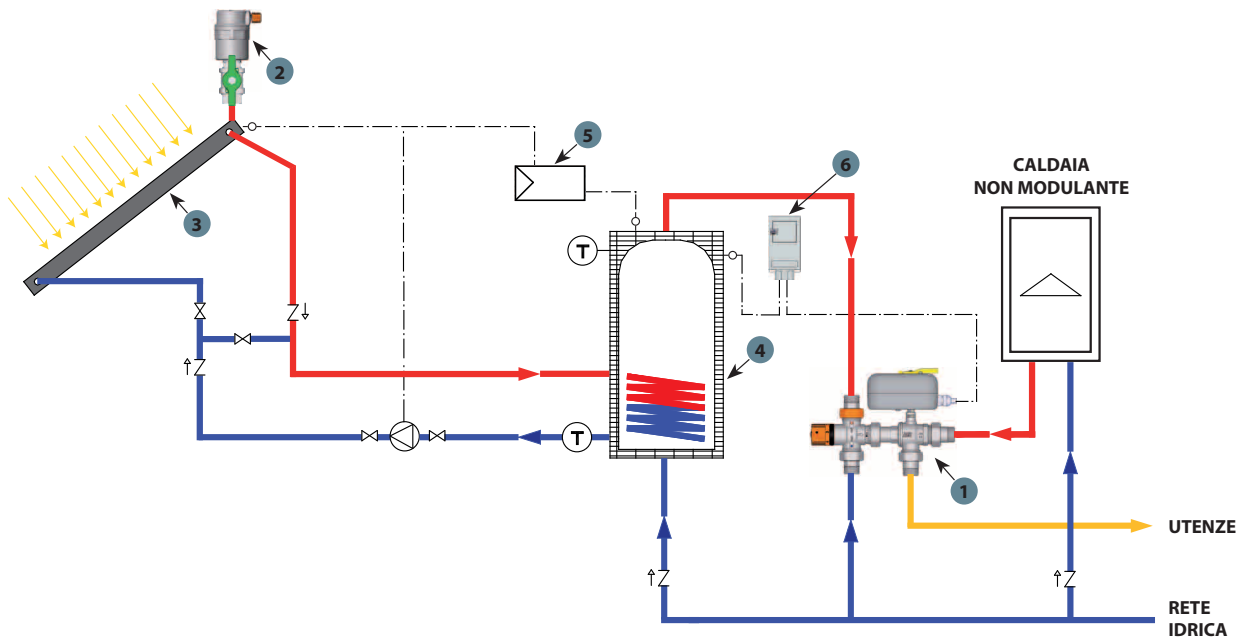 2
5
6
CALDAIA
NON MODULANTE
3
T
4
T
1
UTENZE
RETE
IDRICA